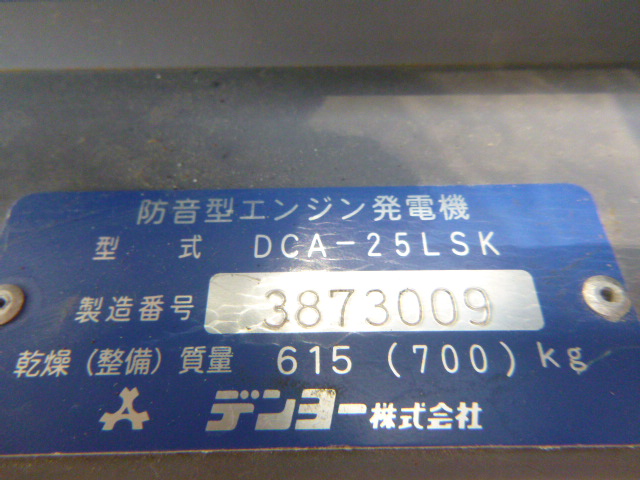 防音型エンジン発電機
型式 DCA-25LSK
製造番号 3873009
乾燥(整備)質量 615(700)kg
デンヨー株式会社